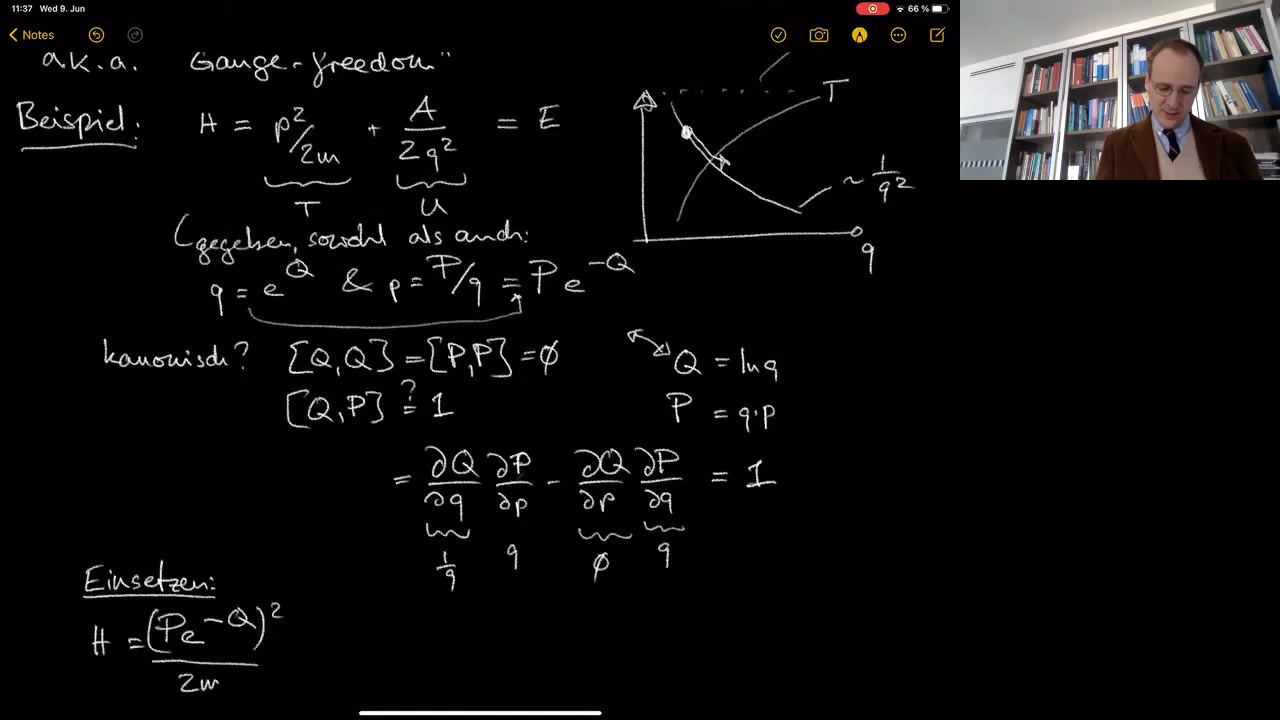 11:37 Wed 9. Jun 66 %
Notes
a.k.a. Gauge-freedom"
Beispiel: H = p²/2m + A/2q² = E
T U
T
~ 1/q²
q
(gegeben, sowohl als auch:
q = e^Q & p = P/q = P e^-Q
kanonisch? [Q,Q] = [P,P] = ∅
Q = ln q
[Q,P] ?= 1
P = q·p
= ∂Q/∂q ∂P/∂p - ∂Q/∂p ∂P/∂q = 1
1/q q ∅ q
Einsetzen:
H = (P e^-Q)²/2m